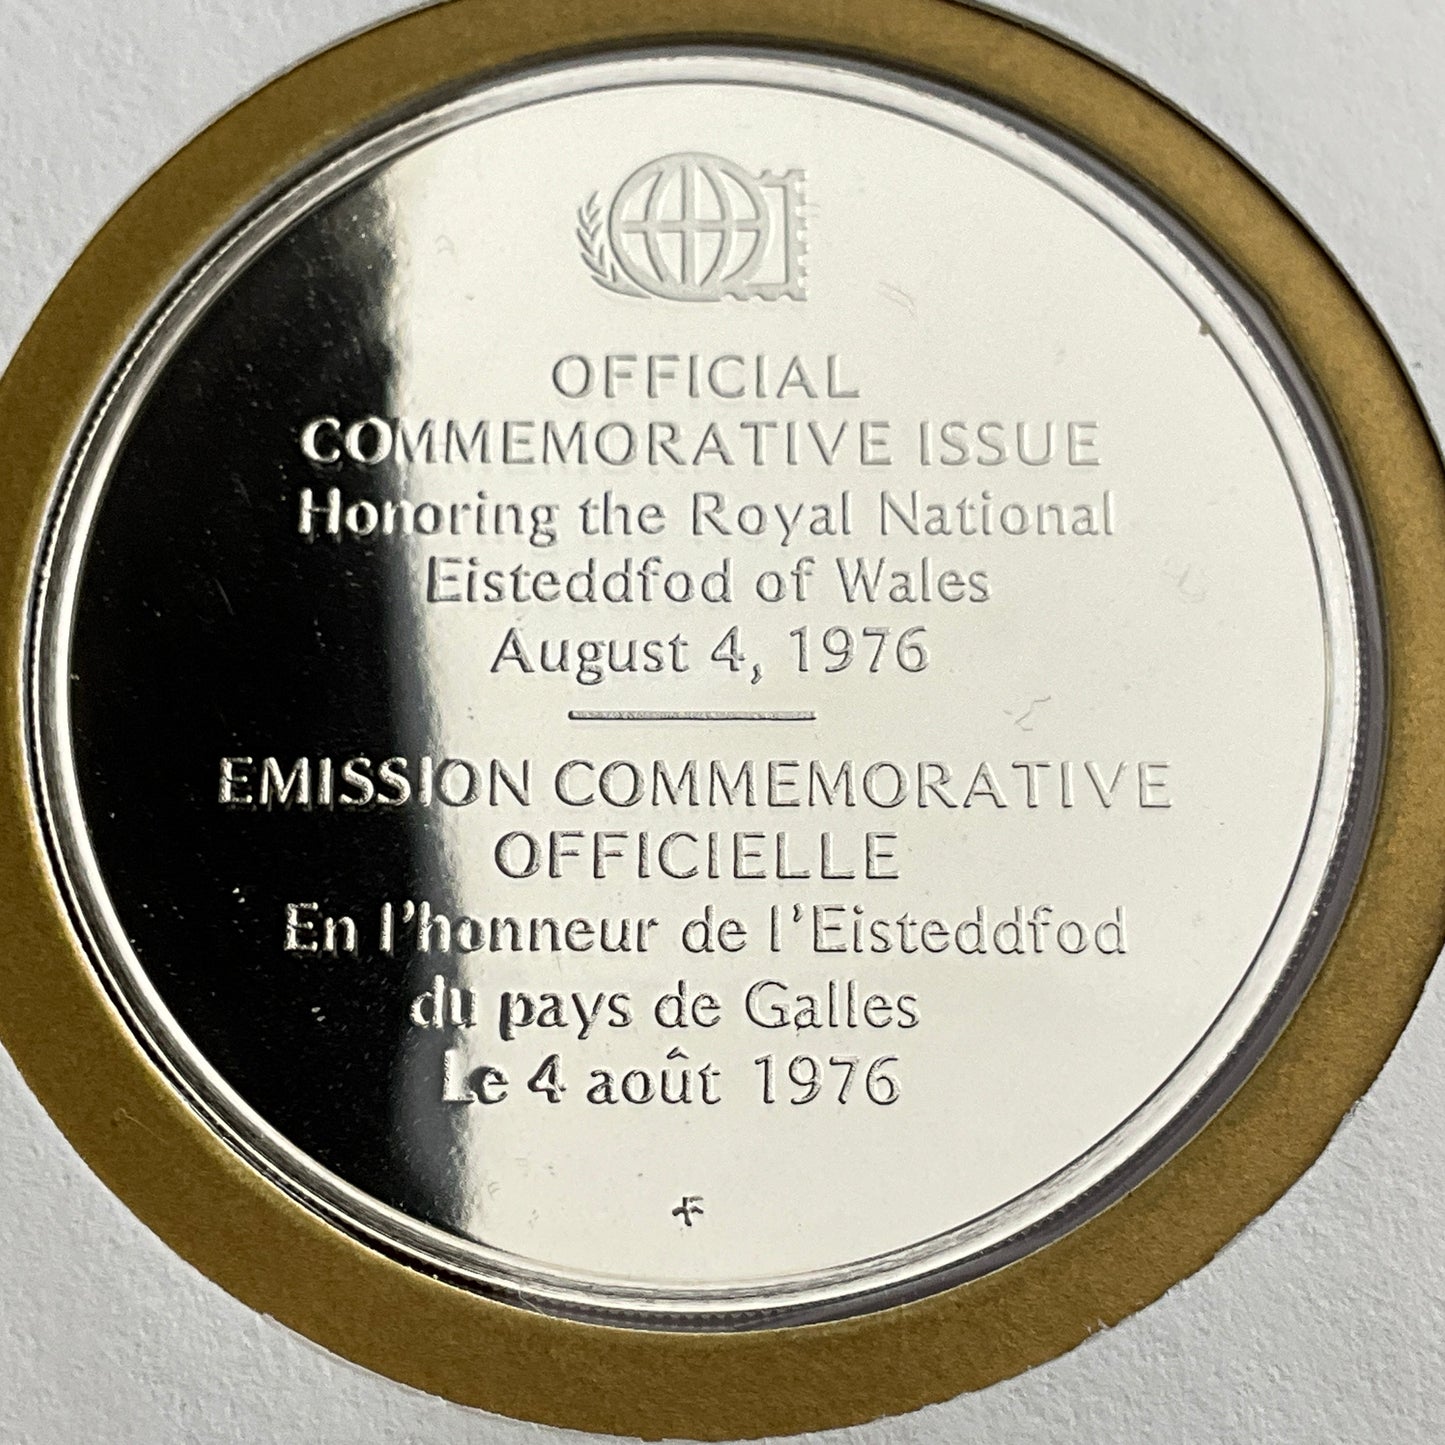 OFFICIAL
COMMEMORATIVE ISSUE
Honoring the Royal National
Eisteddfod of Wales
August 4, 1976
EMISSION COMMEMORATIVE
OFFICIELLE
En l'honneur de l'Eisteddfod
du pays de Galles
Le 4 août 1976